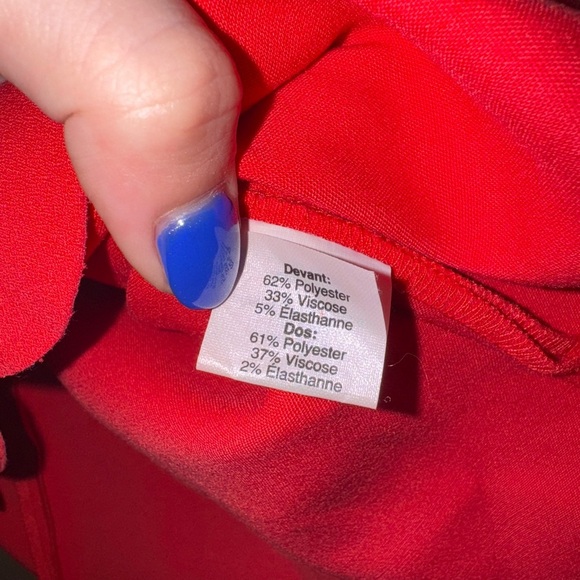 Devant:
62% Polyester
33% Viscose
5% Élasthanne
Dos:
61% Polyester
37% Viscose
2% Élasthanne